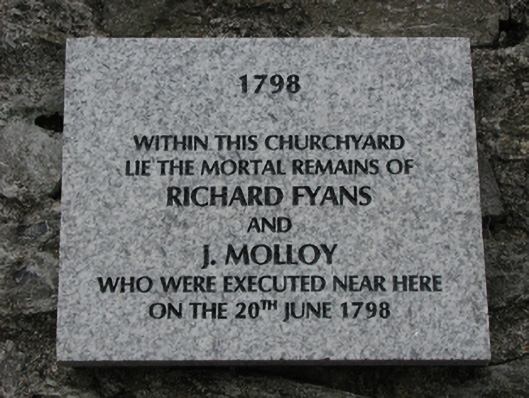 1798
WITHIN THIS CHURCHYARD
LIE THE MORTAL REMAINS OF
RICHARD FYANS
AND
J. MOLLOY
WHO WERE EXECUTED NEAR HERE
ON THE 20TH JUNE 1798